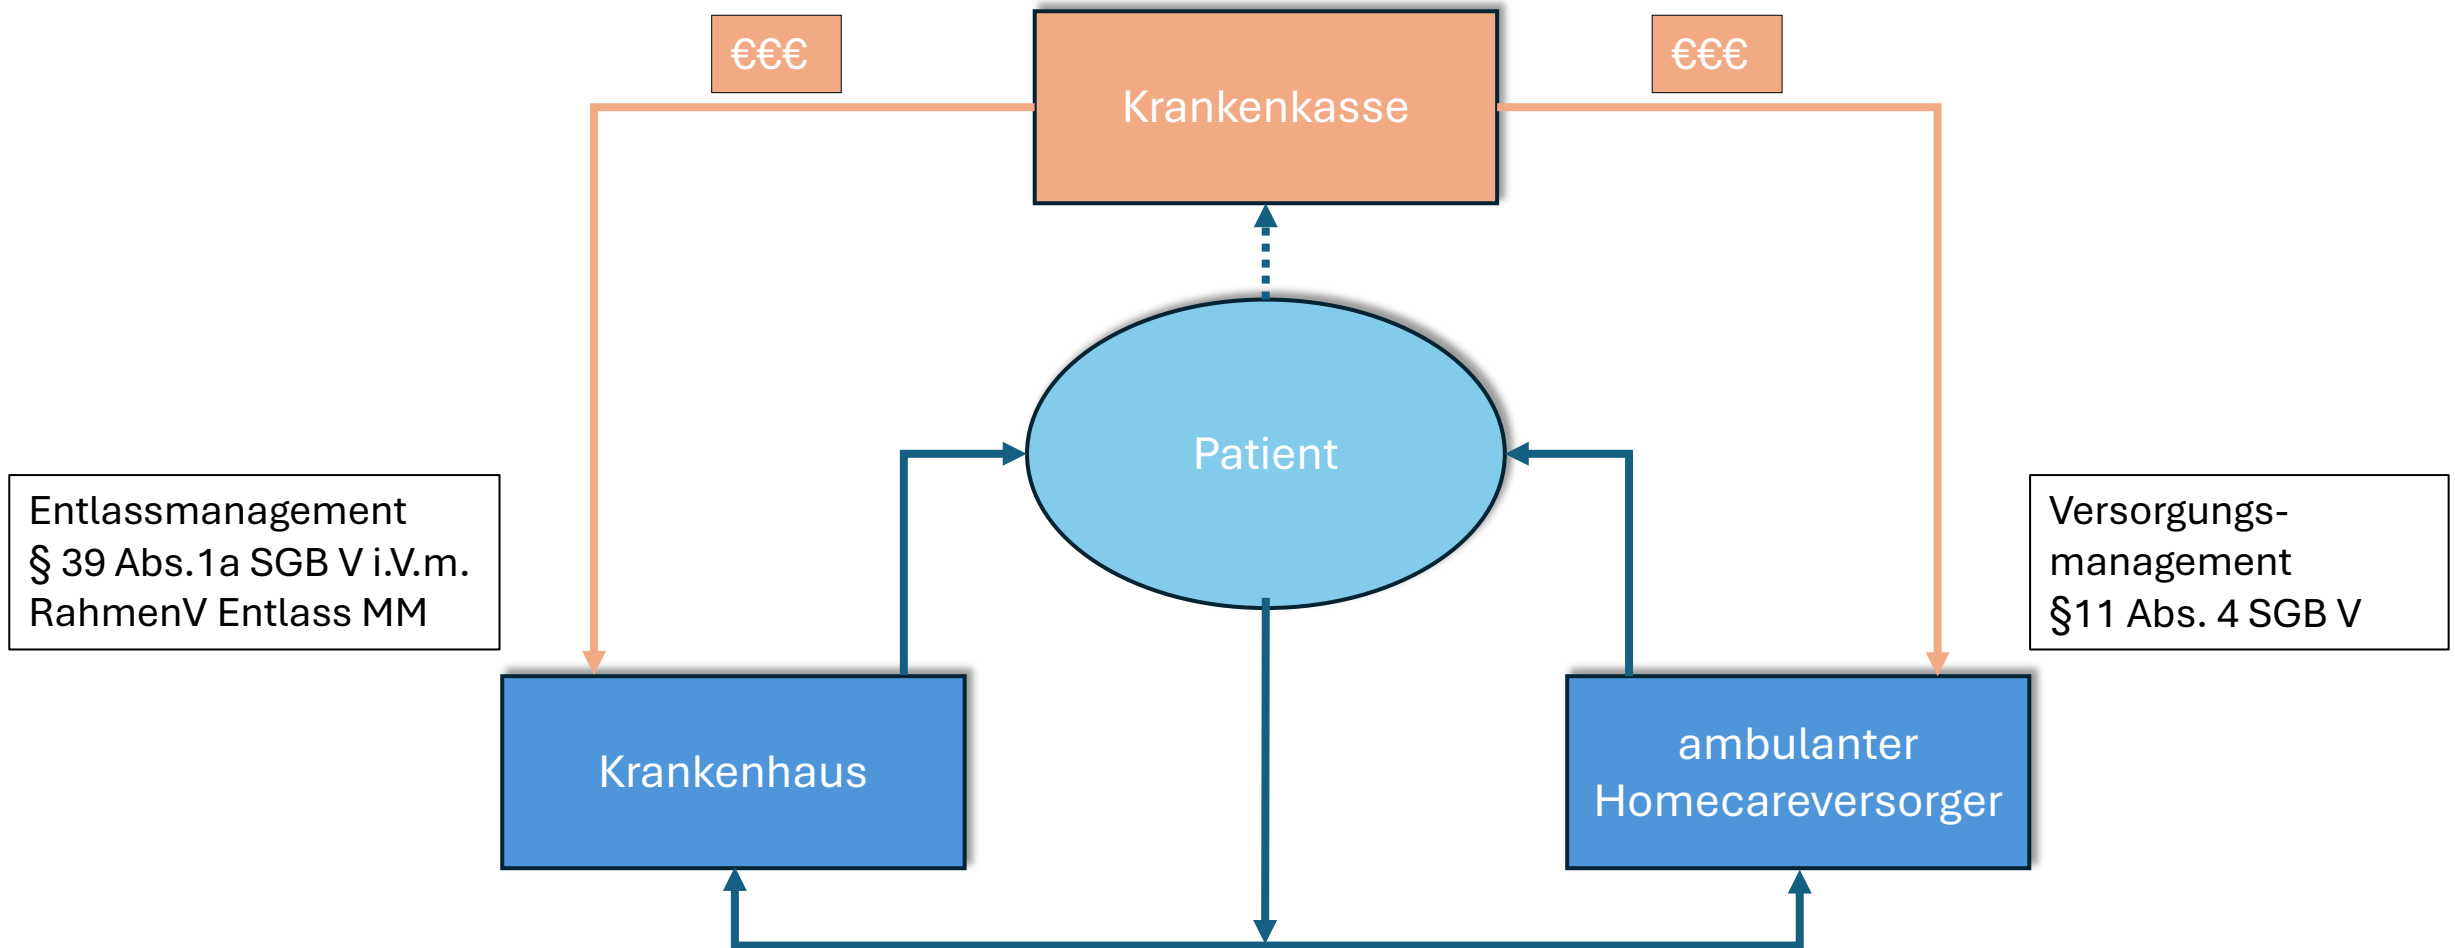 €€€
Krankenkasse
€€€
Patient
Entlassmanagement
§ 39 Abs.1a SGB V i.V.m.
RahmenV Entlass MM
Versorgungs-
management
§11 Abs. 4 SGB V
Krankenhaus
ambulanter
Homecareversorger